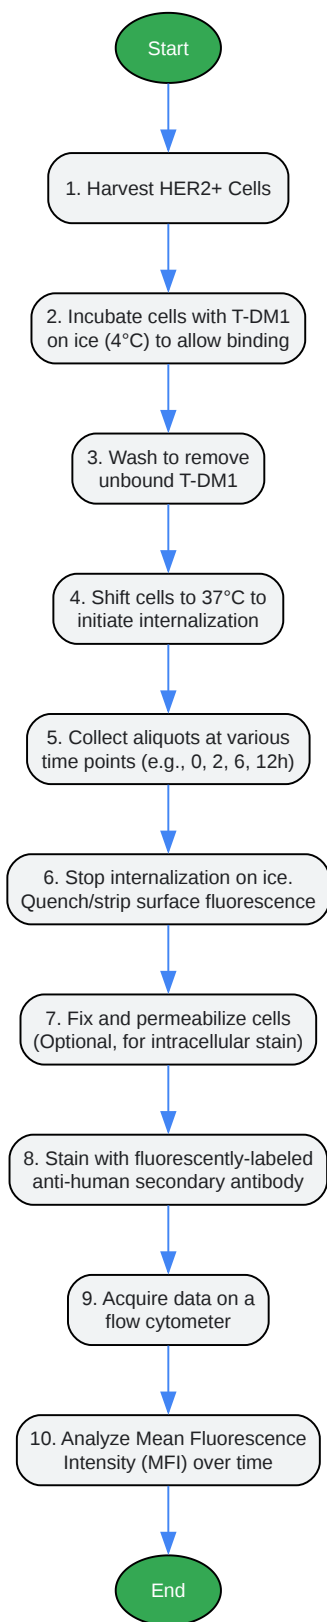 Start
1. Harvest HER2+ Cells
2. Incubate cells with T-DM1
on ice (4°C) to allow binding
3. Wash to remove
unbound T-DM1
4. Shift cells to 37°C to
initiate internalization
5. Collect aliquots at various
time points (e.g., 0, 2, 6, 12h)
6. Stop internalization on ice.
Quench/strip surface fluorescence
7. Fix and permeabilize cells
(Optional, for intracellular stain)
8. Stain with fluorescently-labeled
anti-human secondary antibody
9. Acquire data on a
flow cytometer
10. Analyze Mean Fluorescence
Intensity (MFI) over time
End